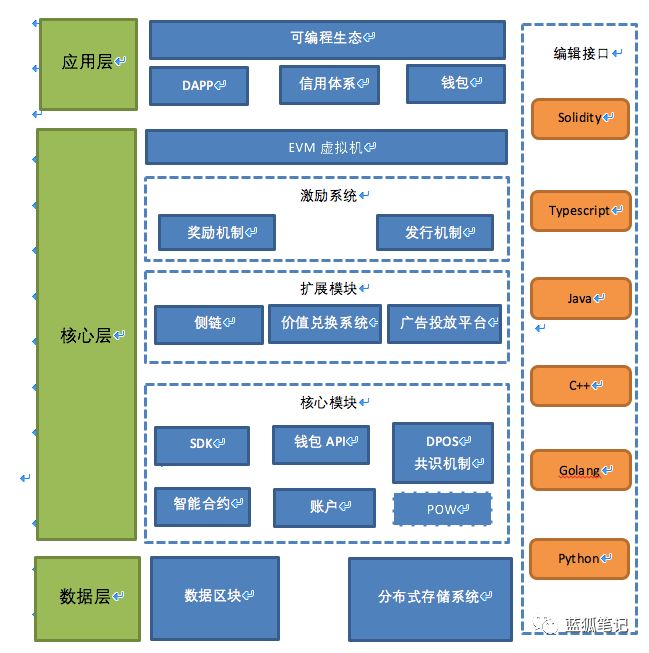 应用层
可编程生态
DAPP
信用体系
钱包
核心层
EVM 虚拟机
激励系统
奖励机制
发行机制
扩展模块
侧链
价值兑换系统
广告投放平台
核心模块
SDK
钱包 API
DPOS
共识机制
智能合约
账户
POW
数据层
数据区块
分布式存储系统
编辑接口
Solidity
Typescript
Java
C++
Golang
Python
蓝狐笔记